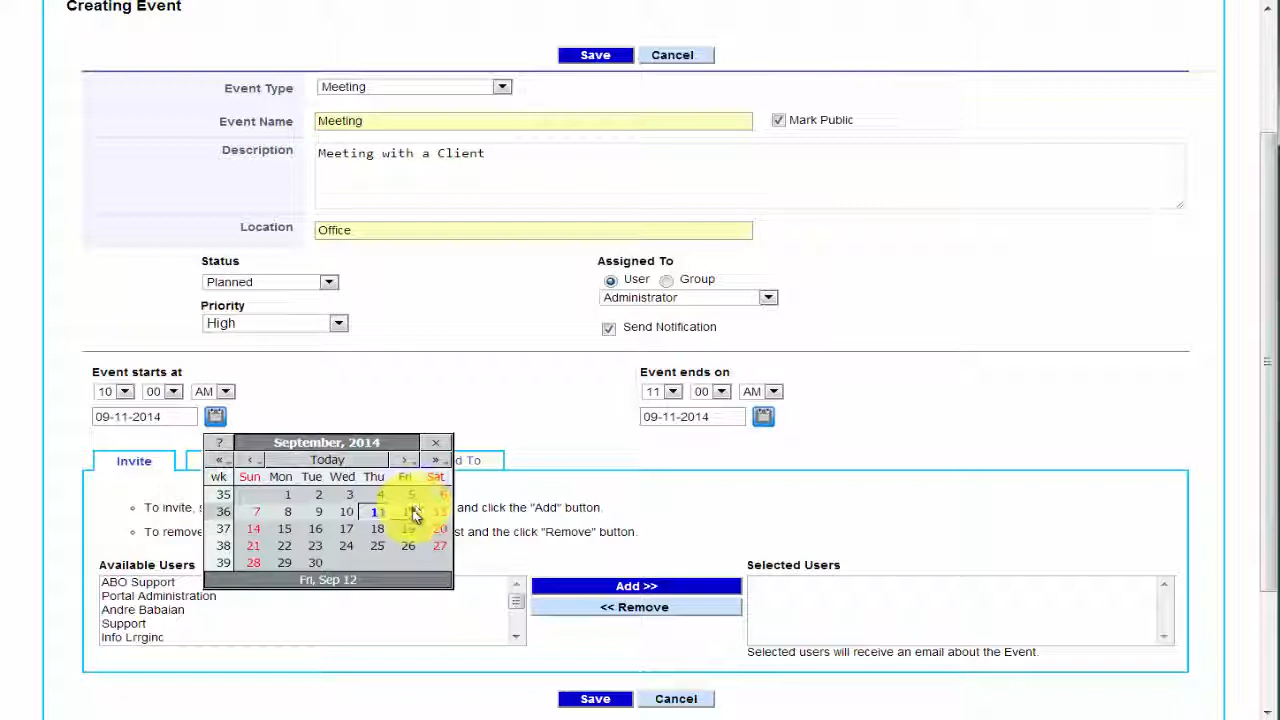 Creating Event
Save Cancel
Event Type Meeting
Event Name Meeting Mark Public
Description Meeting with a Client
Location Office
Status Assigned To
User Group
Planned Administrator
Priority
High Send Notification
Event starts at Event ends on
10 00 AM 11 00 AM
09-11-2014 09-11-2014
? September, 2014 ×
« ‹ Today › »
Invite d To
wk Sun Mon Tue Wed Thu Fri Sat
35 1 2 3 4 5 6
To invite, s and click the "Add" button.
36 7 8 9 10 11 13
37 14 15 16 17 18 19 20
To remove st and the click "Remove" button.
38 21 22 23 24 25 26 27
39 28 29 30
Fri, Sep 12
Available Users Selected Users
ABO Support Add >>
Portal Administration
Andre Babaian << Remove
Support
Info Lrrginc
Selected users will receive an email about the Event.
Save Cancel